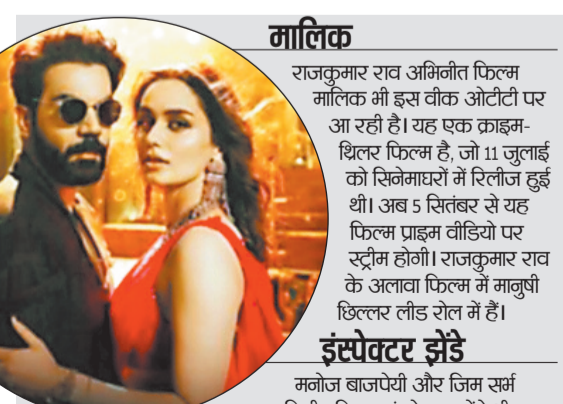 मालिक
राजकुमार राव अभिनीत फिल्म
मालिक भी इस वीक ओटीटी पर
आ रही है। यह एक क्राइम-
थ्रिलर फिल्म है, जो 11 जुलाई
को सिनेमाघरों में रिलीज हुई
थी। अब 5 सितंबर से यह
फिल्म प्राइम वीडियो पर
स्ट्रीम होगी। राजकुमार राव
के अलावा फिल्म में मानुषी
छिल्लर लीड रोल में हैं।
इंस्पेक्टर झेंडे
मनोज बाजपेयी और जिम सर्भ